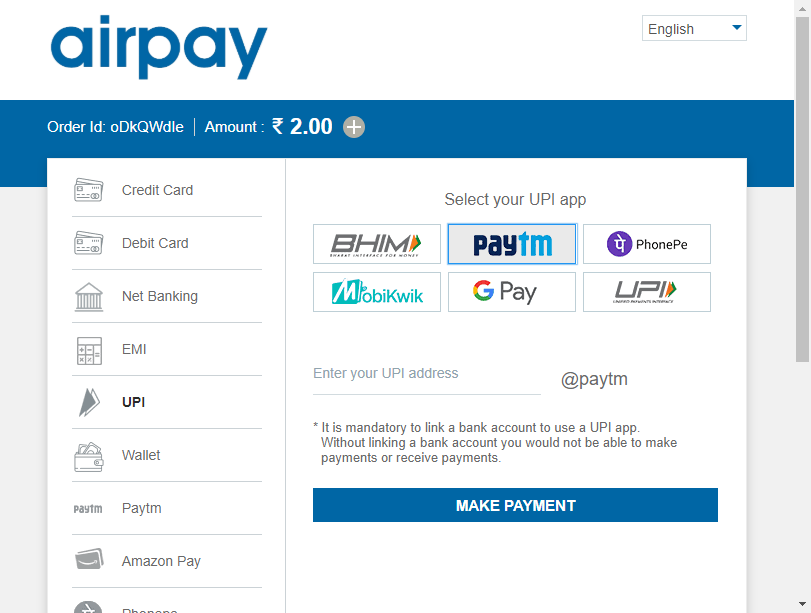 airpay
English
Order Id: oDkQWdle | Amount : ₹ 2.00
Credit Card
Debit Card
Net Banking
EMI
UPI
Wallet
Paytm
Paytm
Amazon Pay
Phonepe
Select your UPI app
BHIM
BHARAT INTERFACE FOR MONEY
Paytm
PhonePe
MobiKwik
G Pay
UPI
UNIFIED PAYMENTS INTERFACE
Enter your UPI address
@paytm
* It is mandatory to link a bank account to use a UPI app.
Without linking a bank account you would not be able to make
payments or receive payments.
MAKE PAYMENT